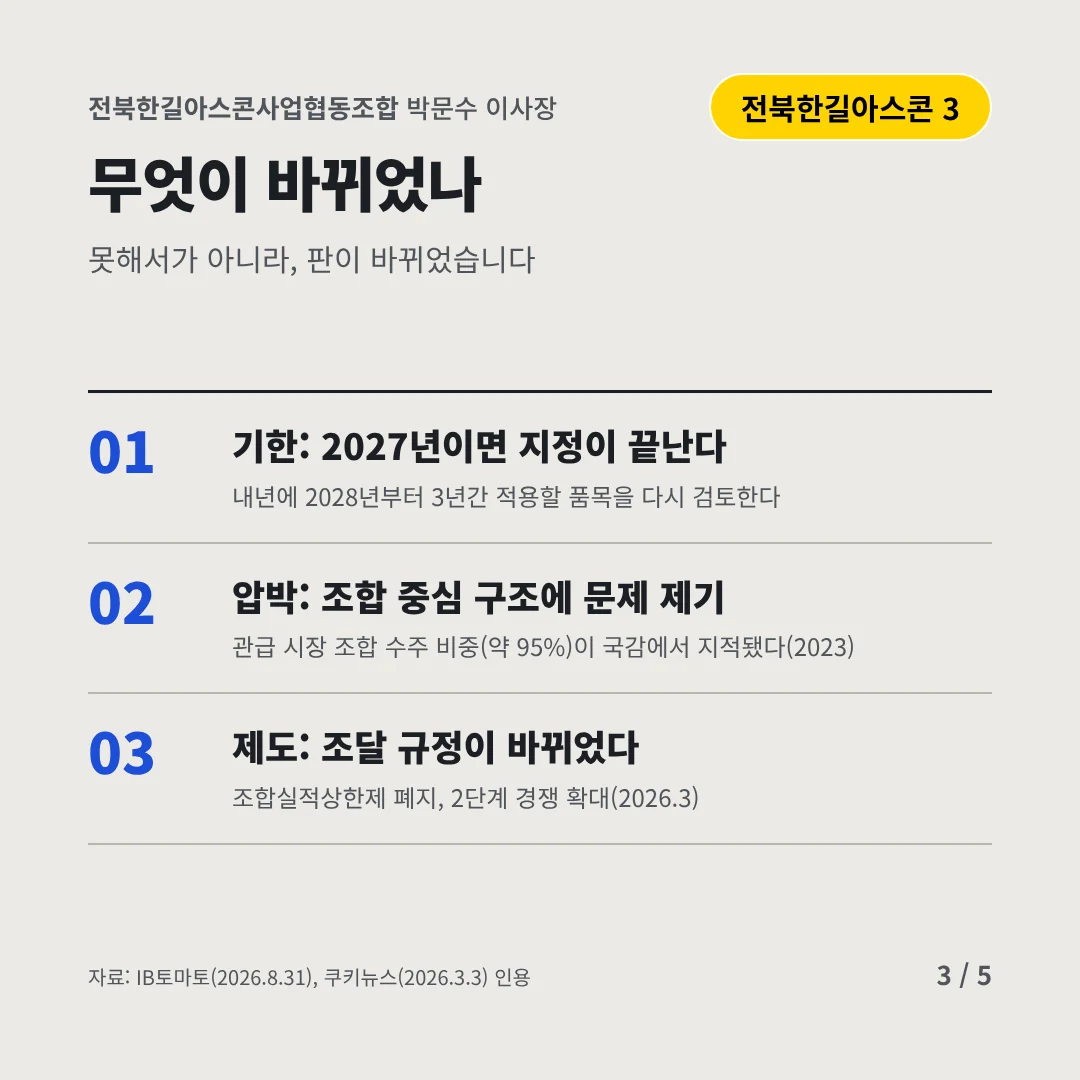 전북한길아스콘사업협동조합 박문수 이사장
전북한길아스콘 3
무엇이 바뀌었나
못해서가 아니라, 판이 바뀌었습니다
01
기한: 2027년이면 지정이 끝난다
내년에 2028년부터 3년간 적용할 품목을 다시 검토한다
02
압박: 조합 중심 구조에 문제 제기
관급 시장 조합 수주 비중(약 95%)이 국감에서 지적됐다(2023)
03
제도: 조달 규정이 바뀌었다
조합실적상한제 폐지, 2단계 경쟁 확대(2026.3)
자료: IB토마토(2026.8.31), 쿠키뉴스(2026.3.3) 인용
3 / 5